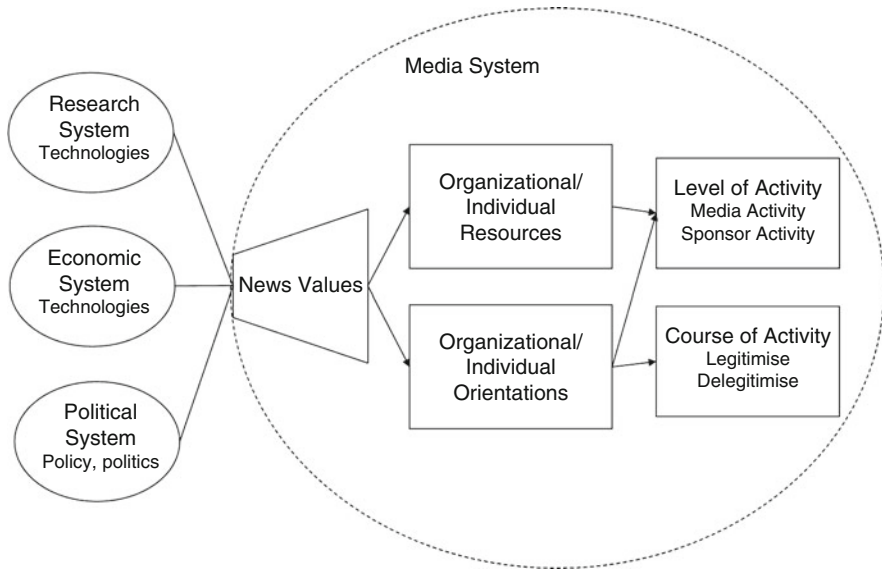 Media System
Research
System
Technologies
Economic
System
Technologies
Political
System
Policy, politics
News Values
Organizational/
Individual
Resources
Organizational/
Individual
Orientations
Level of Activity
Media Activity
Sponsor Activity
Course of Activity
Legitimise
Delegitimise